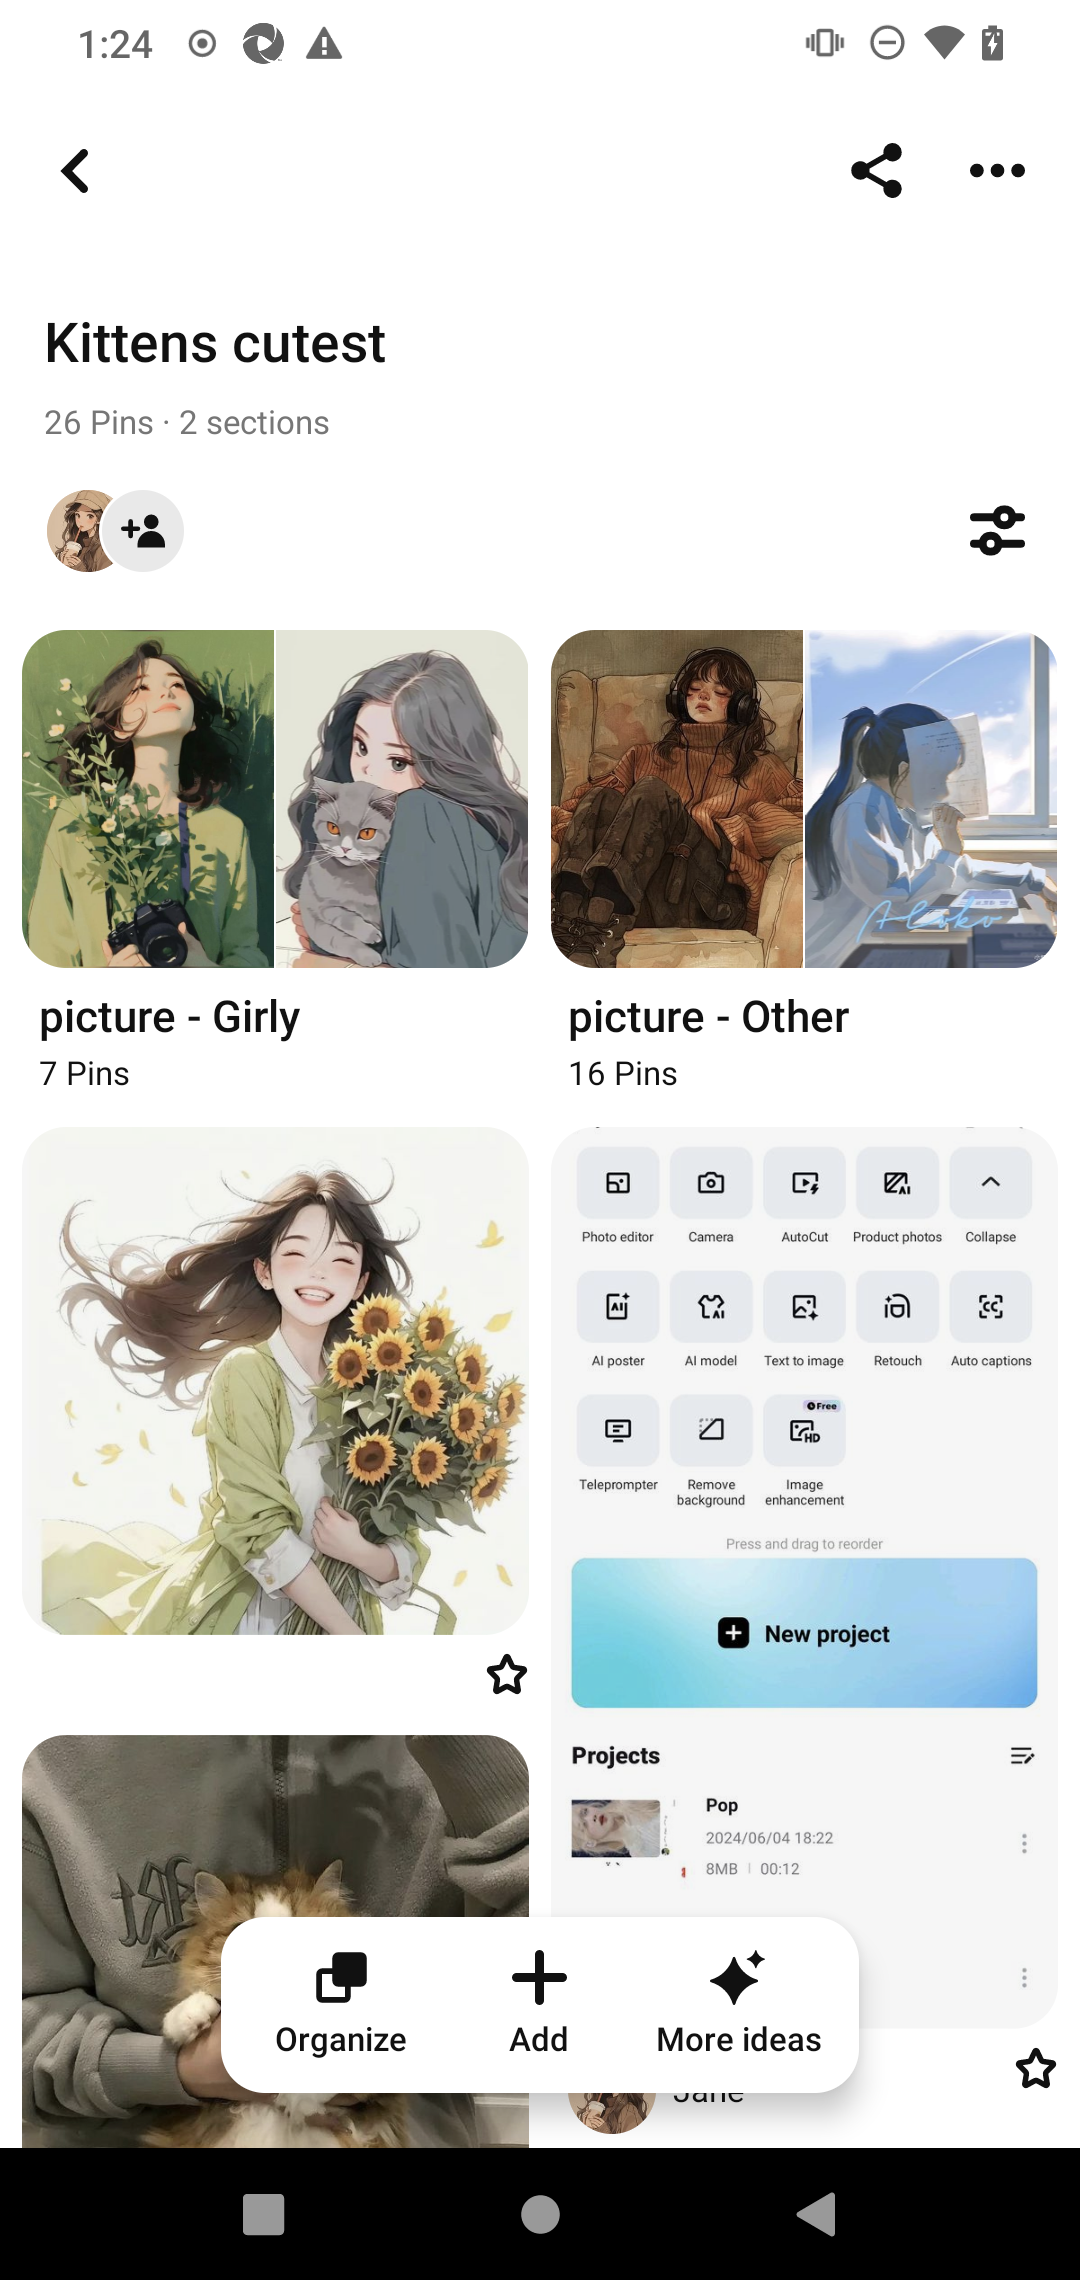 1:24
Kittens cutest
26 Pins · 2 sections
Aloko
picture - Girly
7 Pins
picture - Other
16 Pins
Photo editor
Camera
AutoCut
Product photos
Collapse
AI poster
AI model
Text to image
Retouch
Auto captions
Free
Teleprompter
Remove background
Image enhancement
Press and drag to reorder
New project
Projects
Pop
2024/06/04 18:22
8MB | 00:12
Organize
Add
More ideas
Jane